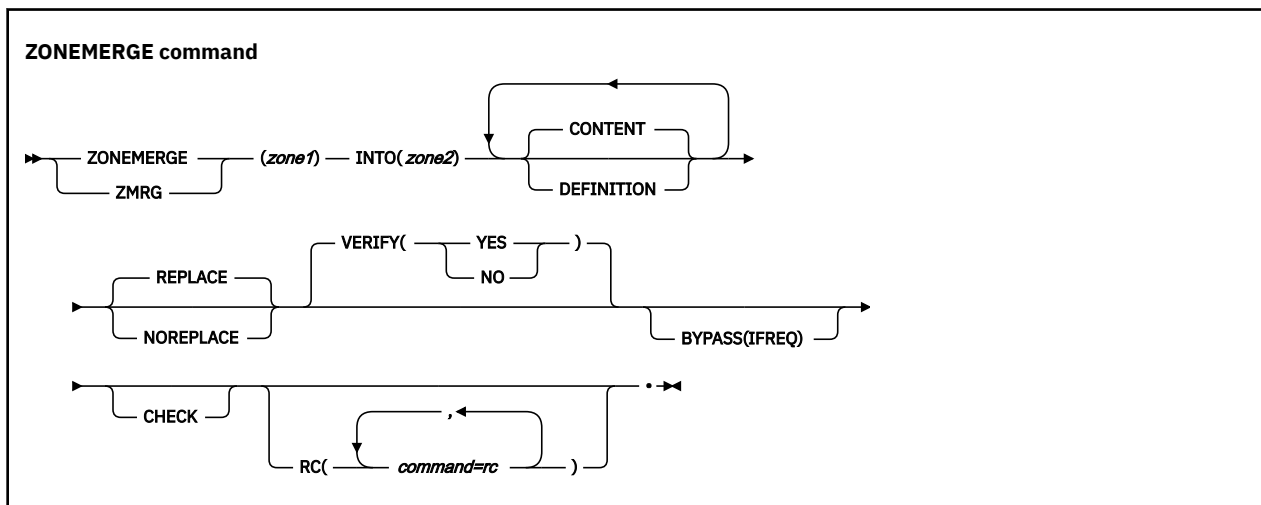 ZONEMERGE command
CONTENT
ZONEMERGE (zone1) INTO(zone2)
ZMRG DEFINITION
VERIFY( YES )
NO
REPLACE
NOREPLACE
BYPASS(IFREQ)
CHECK .
,
RC( command=rc )